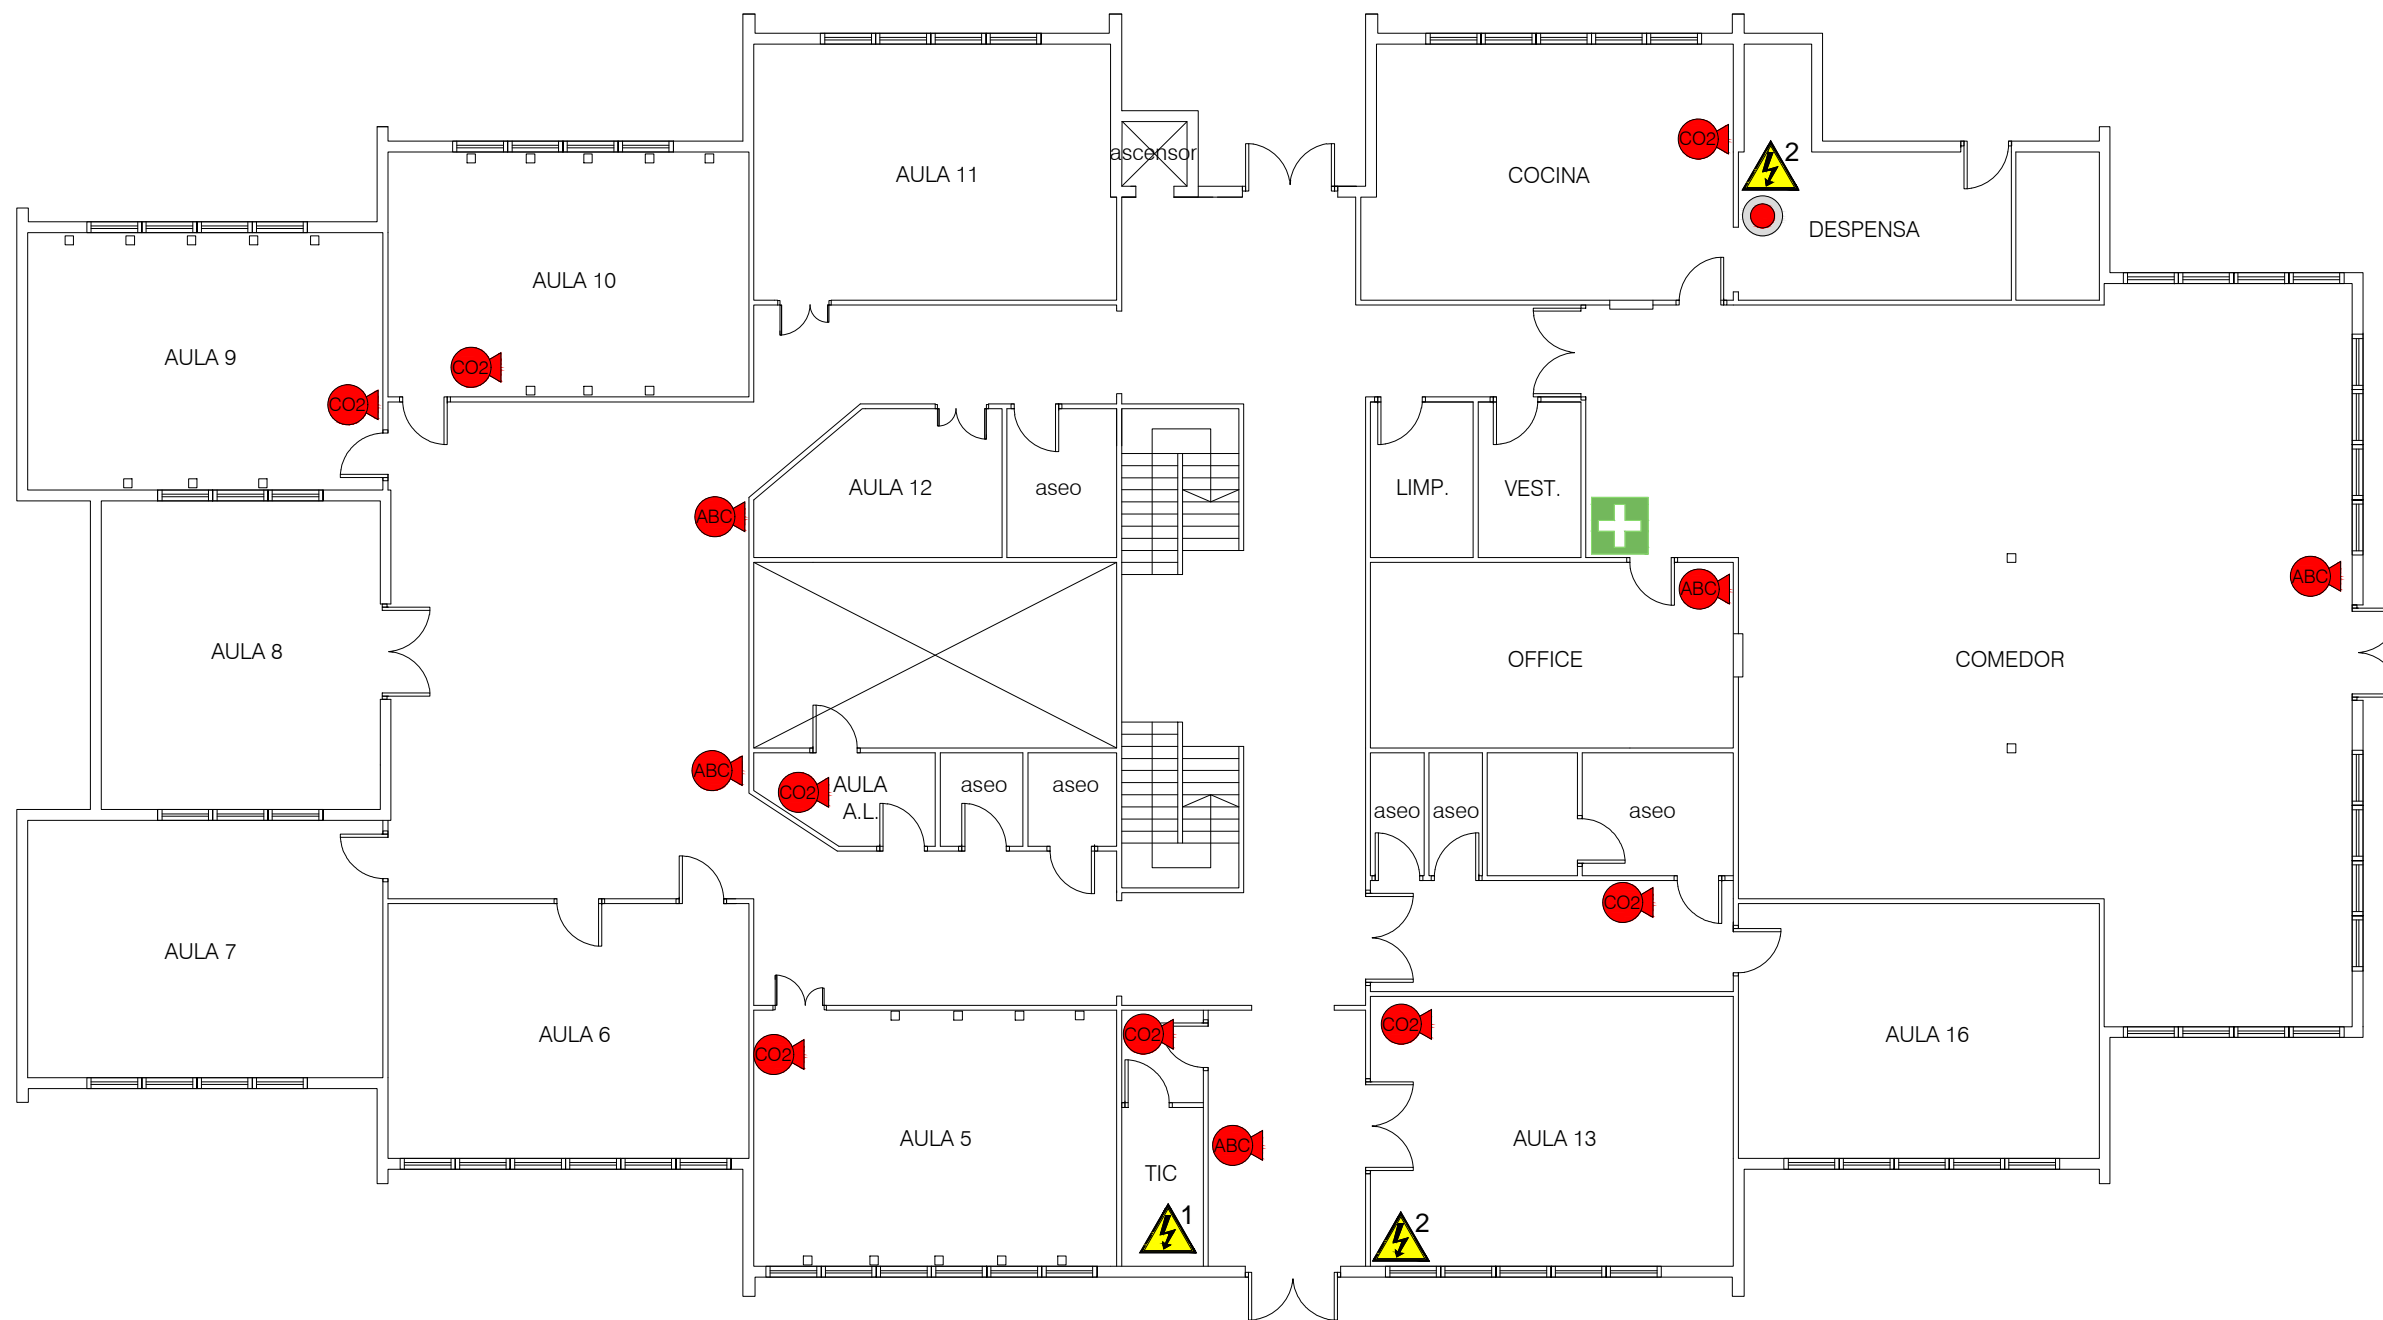 AULA 11
ascensor
COCINA
CO2
2
DESPENSA
AULA 10
AULA 9
CO2
CO2
AULA 12
aseo
ABC
LIMP.
VEST.
ABC
ABC
AULA 8
OFFICE
COMEDOR
ABC
CO2
AULA
A.L.
aseo
aseo
aseo
aseo
aseo
CO2
AULA 7
AULA 6
CO2
CO2
CO2
AULA 16
AULA 5
ABC
AULA 13
TIC
1
2